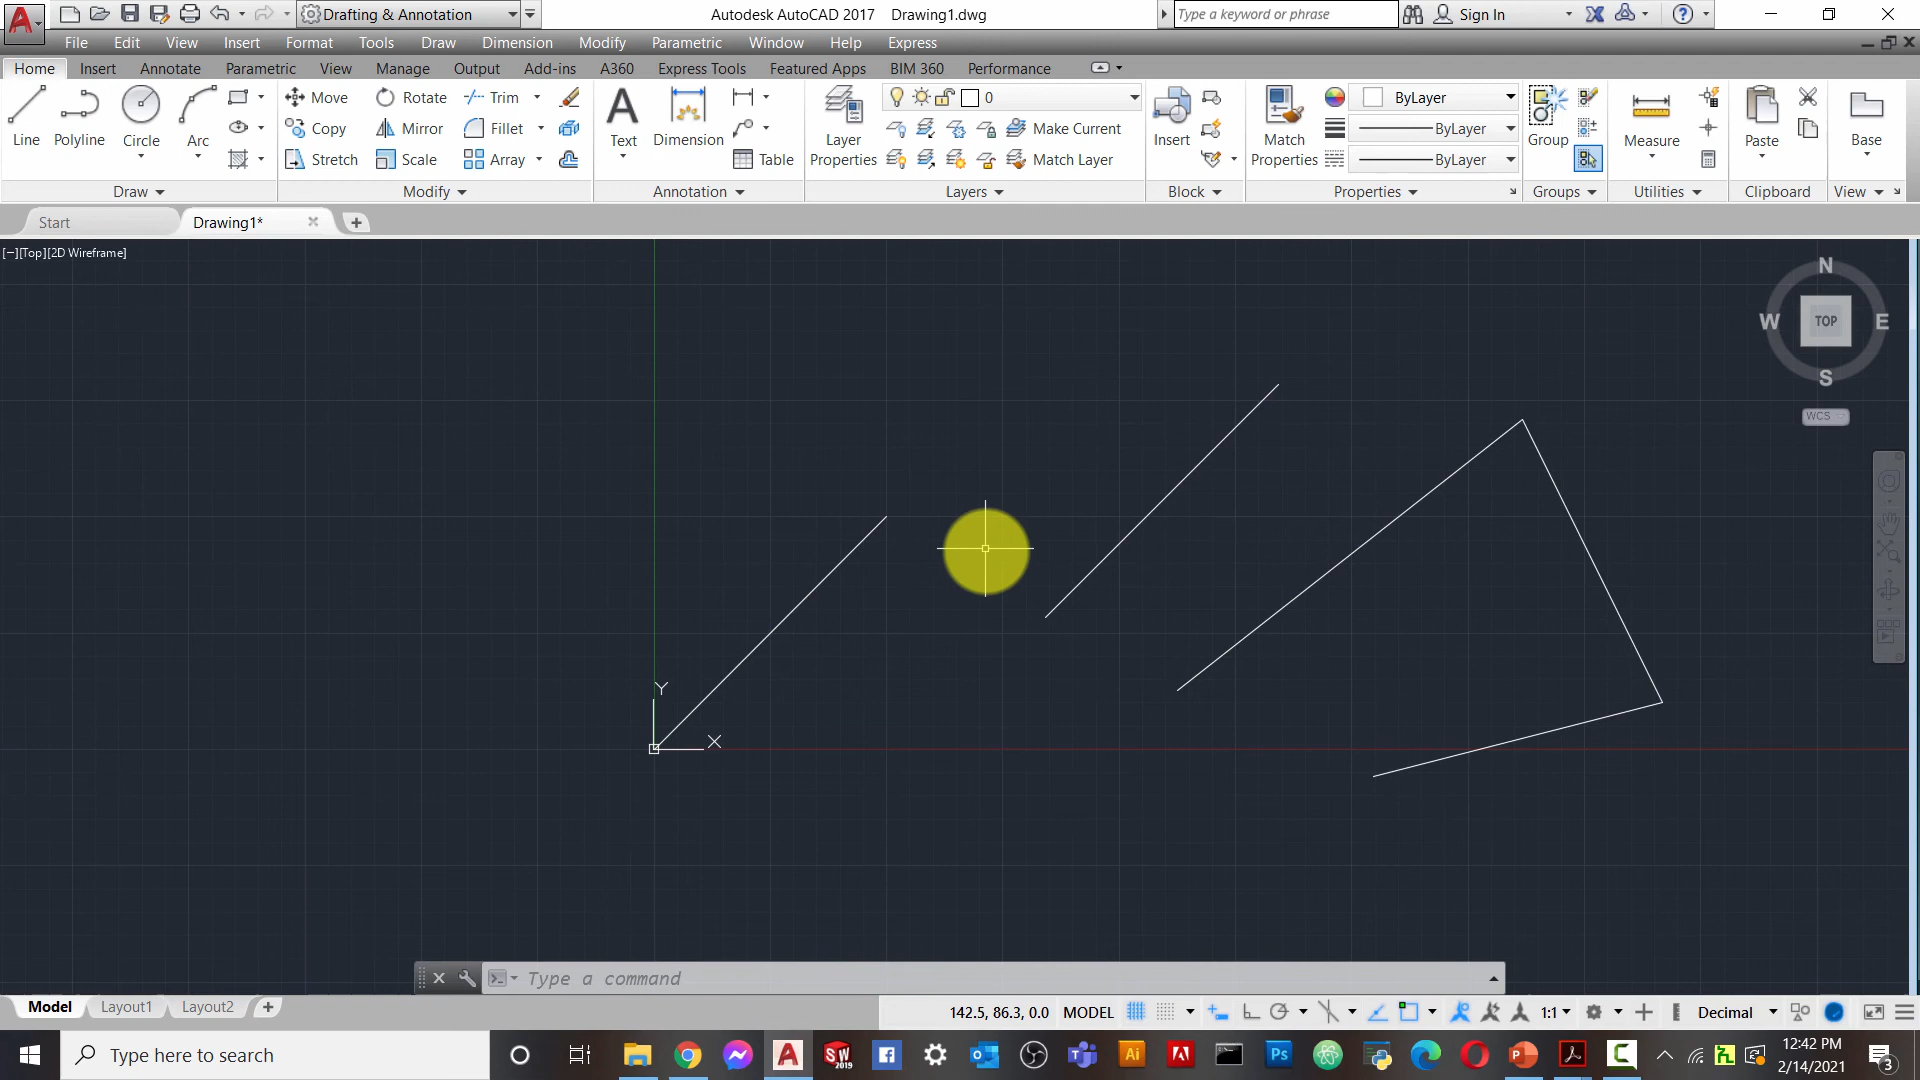 Drafting & Annotation
Autodesk AutoCAD 2017 Drawing1.dwg
Type a keyword or phrase
Sign In
File Edit View Insert Format Tools Draw Dimension Modify Parametric Window Help Express
Home Insert Annotate Parametric View Manage Output Add-ins A360 Express Tools Featured Apps BIM 360 Performance
Line
Polyline
Circle
Arc
Draw
Move
Rotate
Trim
Copy
Mirror
Fillet
Stretch
Scale
Array
Modify
Text
Dimension
Table
Annotation
Layer
Properties
0
Make Current
Match Layer
Layers
Insert
Block
Match
Properties
ByLayer
ByLayer
ByLayer
Properties
Group
Groups
Measure
Utilities
Paste
Clipboard
Base
View
Start
Drawing1*
[−][Top][2D Wireframe]
N
W
TOP
E
S
WCS
Y
X
Type a command
Model
Layout1
Layout2
142.5, 86.3, 0.0
MODEL
1:1
Decimal
Type here to search
12:42 PM
2/14/2021
3